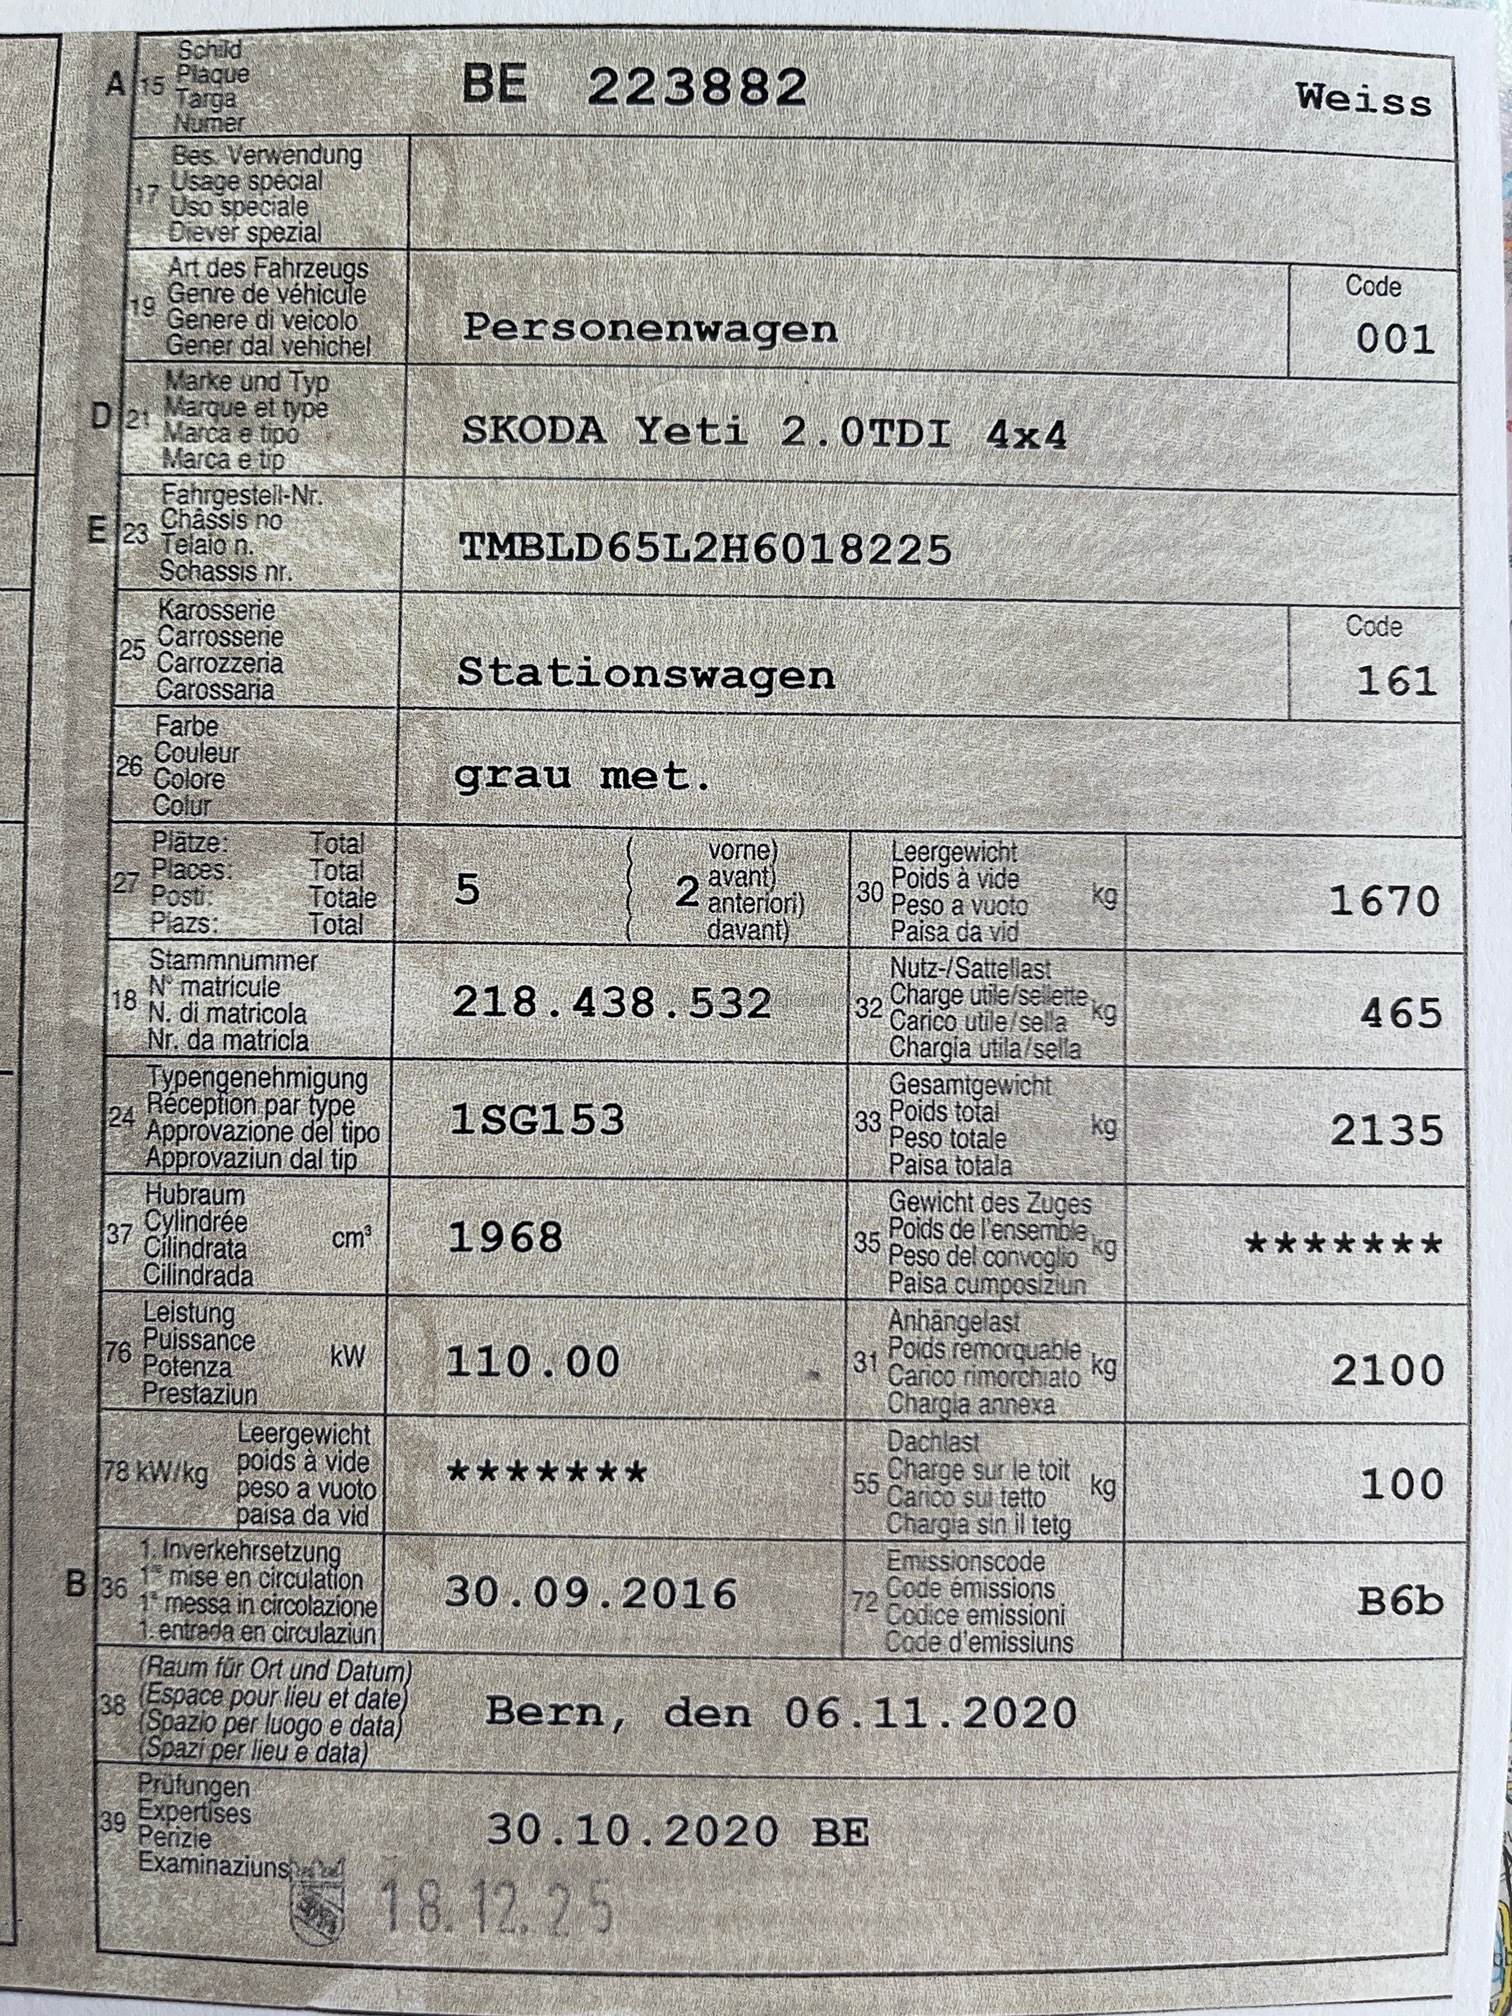 A 15 Schild
Plaque
Targa
Numer
BE 223882 Weiss
17 Bes. Verwendung
Usage spécial
Uso speciale
Diever spezial
19 Art des Fahrzeugs
Genre de véhicule
Genere di veicolo
Gener dal vehichel
Personenwagen
Code
001
D 21 Marke und Typ
Marque et type
Marca e tipo
Marca e tip
SKODA Yeti 2.0TDI 4x4
E 23 Fahrgestell-Nr.
Châssis no
Telaio n.
Schassis nr.
TMBLD65L2H6018225
25 Karosserie
Carrosserie
Carrozzeria
Carossaria
Stationswagen
Code
161
26 Farbe
Couleur
Colore
Colur
grau met.
27 Plätze: Total
Places: Total
Posti: Totale
Plazs: Total
5 2
vorne)
avant)
anteriori)
davant)
30 Leergewicht
Poids à vide
Peso a vuoto
Paisa da vid
kg
1670
18 Stammnummer
N° matricule
N. di matricola
Nr. da matricla
218.438.532
32 Nutz-/Sattellast
Charge utile/sellette
Carico utile/sella
Chargia utila/sella
kg
465
24 Typengenehmigung
Réception par type
Approvazione del tipo
Approvaziun dal tip
1SG153
33 Gesamtgewicht
Poids total
Peso totale
Paisa totala
kg
2135
37 Hubraum
Cylindrée
Cilindrata
Cilindrada
cm³
1968
35 Gewicht des Zuges
Poids de l'ensemble
Peso del convoglio
Paisa cumposiziun
kg
*******
76 Leistung
Puissance
Potenza
Prestaziun
kW
110.00
31 Anhängelast
Poids remorquable
Carico rimorchiato
Chargia annexa
kg
2100
78 kW/kg
Leergewicht
poids à vide
peso a vuoto
paisa da vid
*******
55 Dachlast
Charge sur le toit
Carico sul tetto
Chargia sin il tetg
kg
100
B 36 1. Inverkehrsetzung
1re mise en circulation
1a messa in circolazione
1. entrada en circulaziun
30.09.2016
72 Emissionscode
Code émissions
Codice emissioni
Code d'emissiuns
B6b
38 (Raum für Ort und Datum)
(Espace pour lieu et date)
(Spazio per luogo e data)
(Spazi per lieu e data)
Bern, den 06.11.2020
39 Prüfungen
Expertises
Perizie
Examinaziuns
30.10.2020 BE
18.12.25